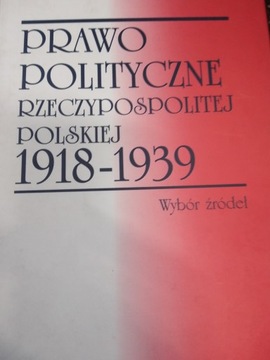 PRAWO
POLITYCZNE
RZECZYPOSPOLITEJ
POLSKIEJ
1918-1939
Wybór źródeł